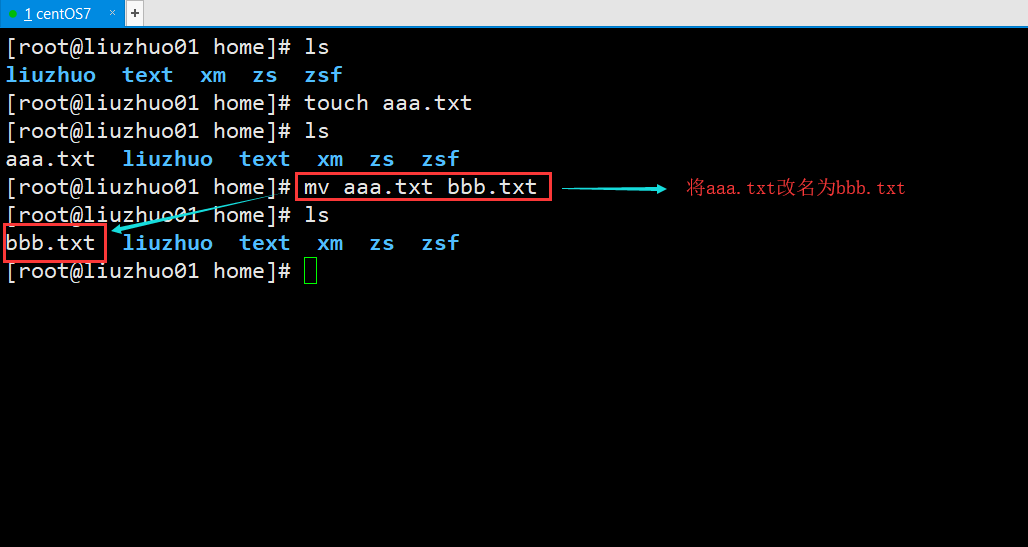 1 centOS7 × +
[root@liuzhuo01 home]# ls
liuzhuo text xm zs zsf
[root@liuzhuo01 home]# touch aaa.txt
[root@liuzhuo01 home]# ls
aaa.txt liuzhuo text xm zs zsf
[root@liuzhuo01 home]# mv aaa.txt bbb.txt 将aaa.txt改名为bbb.txt
[root@liuzhuo01 home]# ls
bbb.txt liuzhuo text xm zs zsf
[root@liuzhuo01 home]#